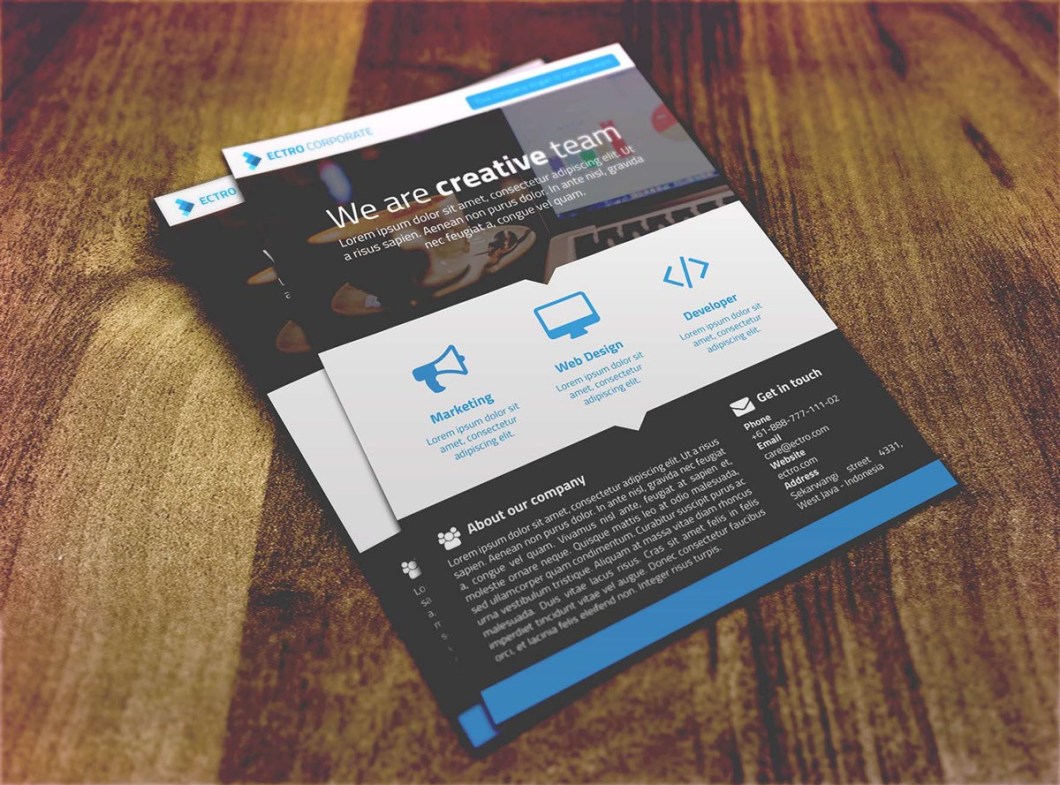 ECTRO CORPORATE
We are creative team
Lorem ipsum dolor sit amet, consectetur adipiscing elit. Ut
a risus sapien. Aenean non purus dolor. In ante nisl, gravida
nec feugiat a, congue vel quam.
Marketing
Lorem ipsum dolor sit
amet, consectetur
adipiscing elit.
Web Design
Lorem ipsum dolor sit
amet, consectetur
adipiscing elit.
Developer
Lorem ipsum dolor sit
amet, consectetur
adipiscing elit.
About our company
Lorem ipsum dolor sit amet, consectetur adipiscing elit. Ut a risus
sapien. Aenean non purus dolor. In ante nisl, gravida nec feugiat
a, congue vel quam. Vivamus nisl ante, feugiat at sapien et,
molestie ornare neque. Quisque mattis leo at odio malesuada,
sed ullamcorper quam condimentum. Curabitur suscipit purus ac
urna vestibulum tristique. Aliquam at massa vitae diam rhoncus
malesuada. Duis vitae lacus risus. Cras sit amet felis in felis
imperdiet tincidunt vitae vel augue. Donec consectetur faucibus
orci, et lacinia felis eleifend non. Integer risus turpis.
Get in touch
Phone
+61-888-777-111-02
Email
care@ectro.com
Website
ectro.com
Address
Sekarwangi street 4331,
West Java - Indonesia
ECTRO
Lo
sa
a,